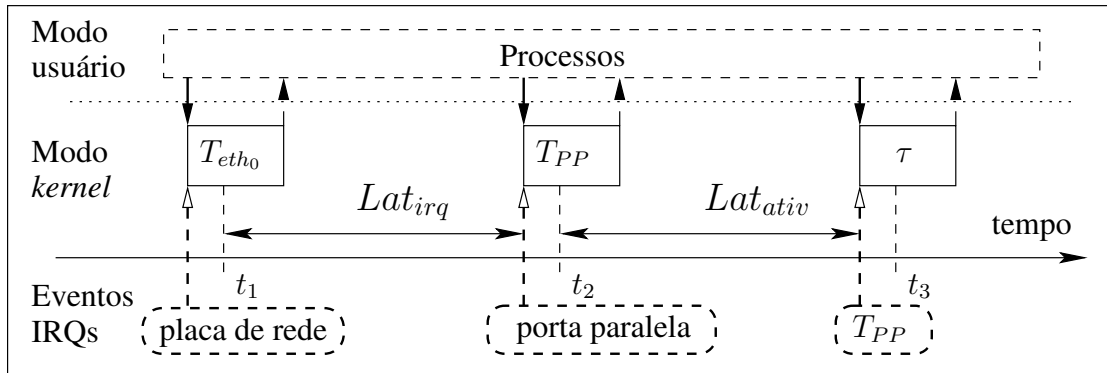 Modo
usuário
Processos
Modo
kernel
T_{eth_0}
T_{PP}
τ
Lat_{irq}
Lat_{ativ}
tempo
t_1
t_2
t_3
Eventos
IRQs
placa de rede
porta paralela
T_{PP}